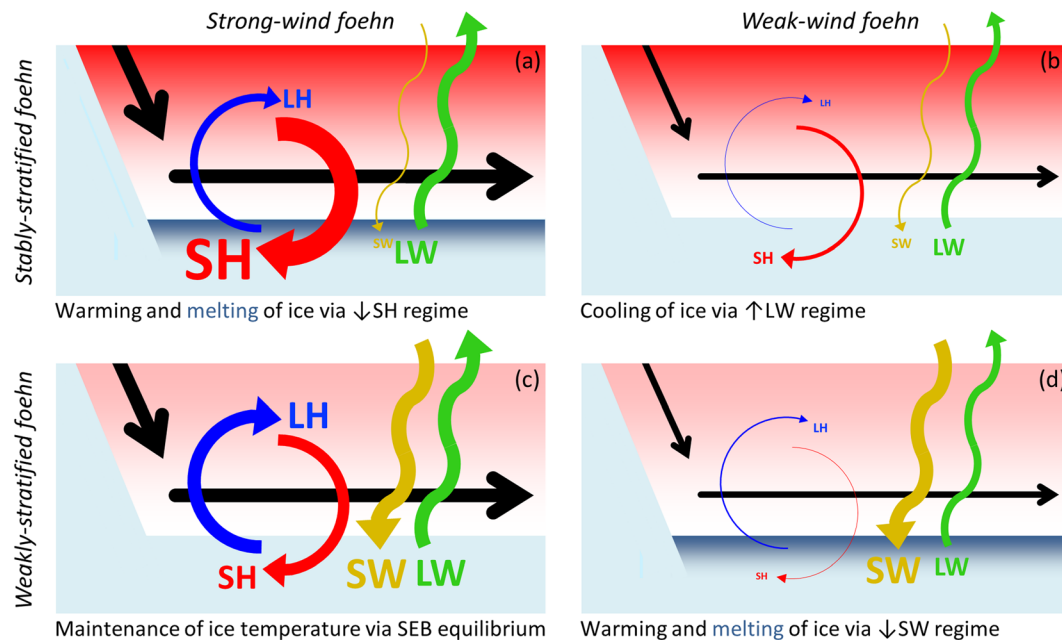 Strong-wind foehn
Weak-wind foehn
Stably-stratified foehn
(a)
LH
SH
SW
LW
Warming and melting of ice via ↓SH regime
(b)
LH
SH
SW
LW
Cooling of ice via ↑LW regime
Weakly-stratified foehn
(c)
LH
SH
SW
LW
Maintenance of ice temperature via SEB equilibrium
(d)
LH
SH
SW
LW
Warming and melting of ice via ↓SW regime